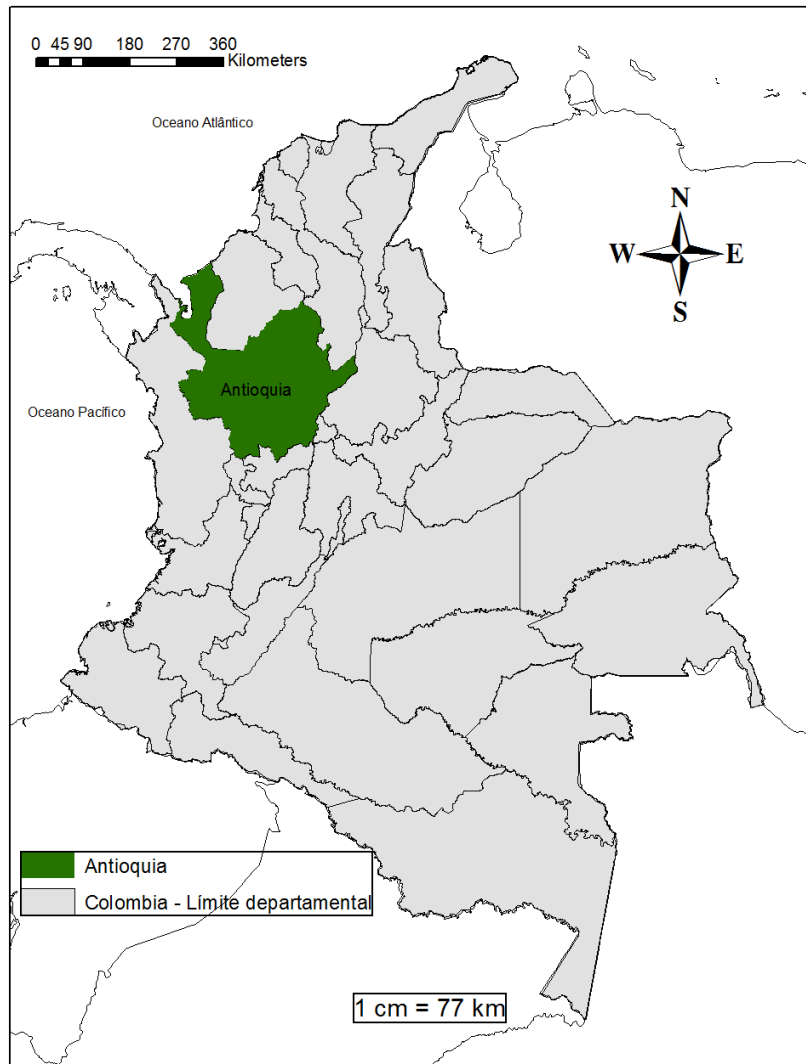 0 45 90 180 270 360
Kilometers
Oceano Atlântico
N
W E
S
Antioquia
Oceano Pacífico
Antioquia
Colombia - Límite departamental
1 cm = 77 km